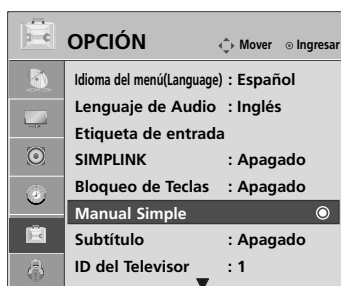 OPCIÓN Mover Ingresar
Idioma del menú(Language) : Español
Lenguaje de Audio : Inglés
Etiqueta de entrada
SIMPLINK : Apagado
Bloqueo de Teclas : Apagado
Manual Simple
Subtítulo : Apagado
ID del Televisor : 1